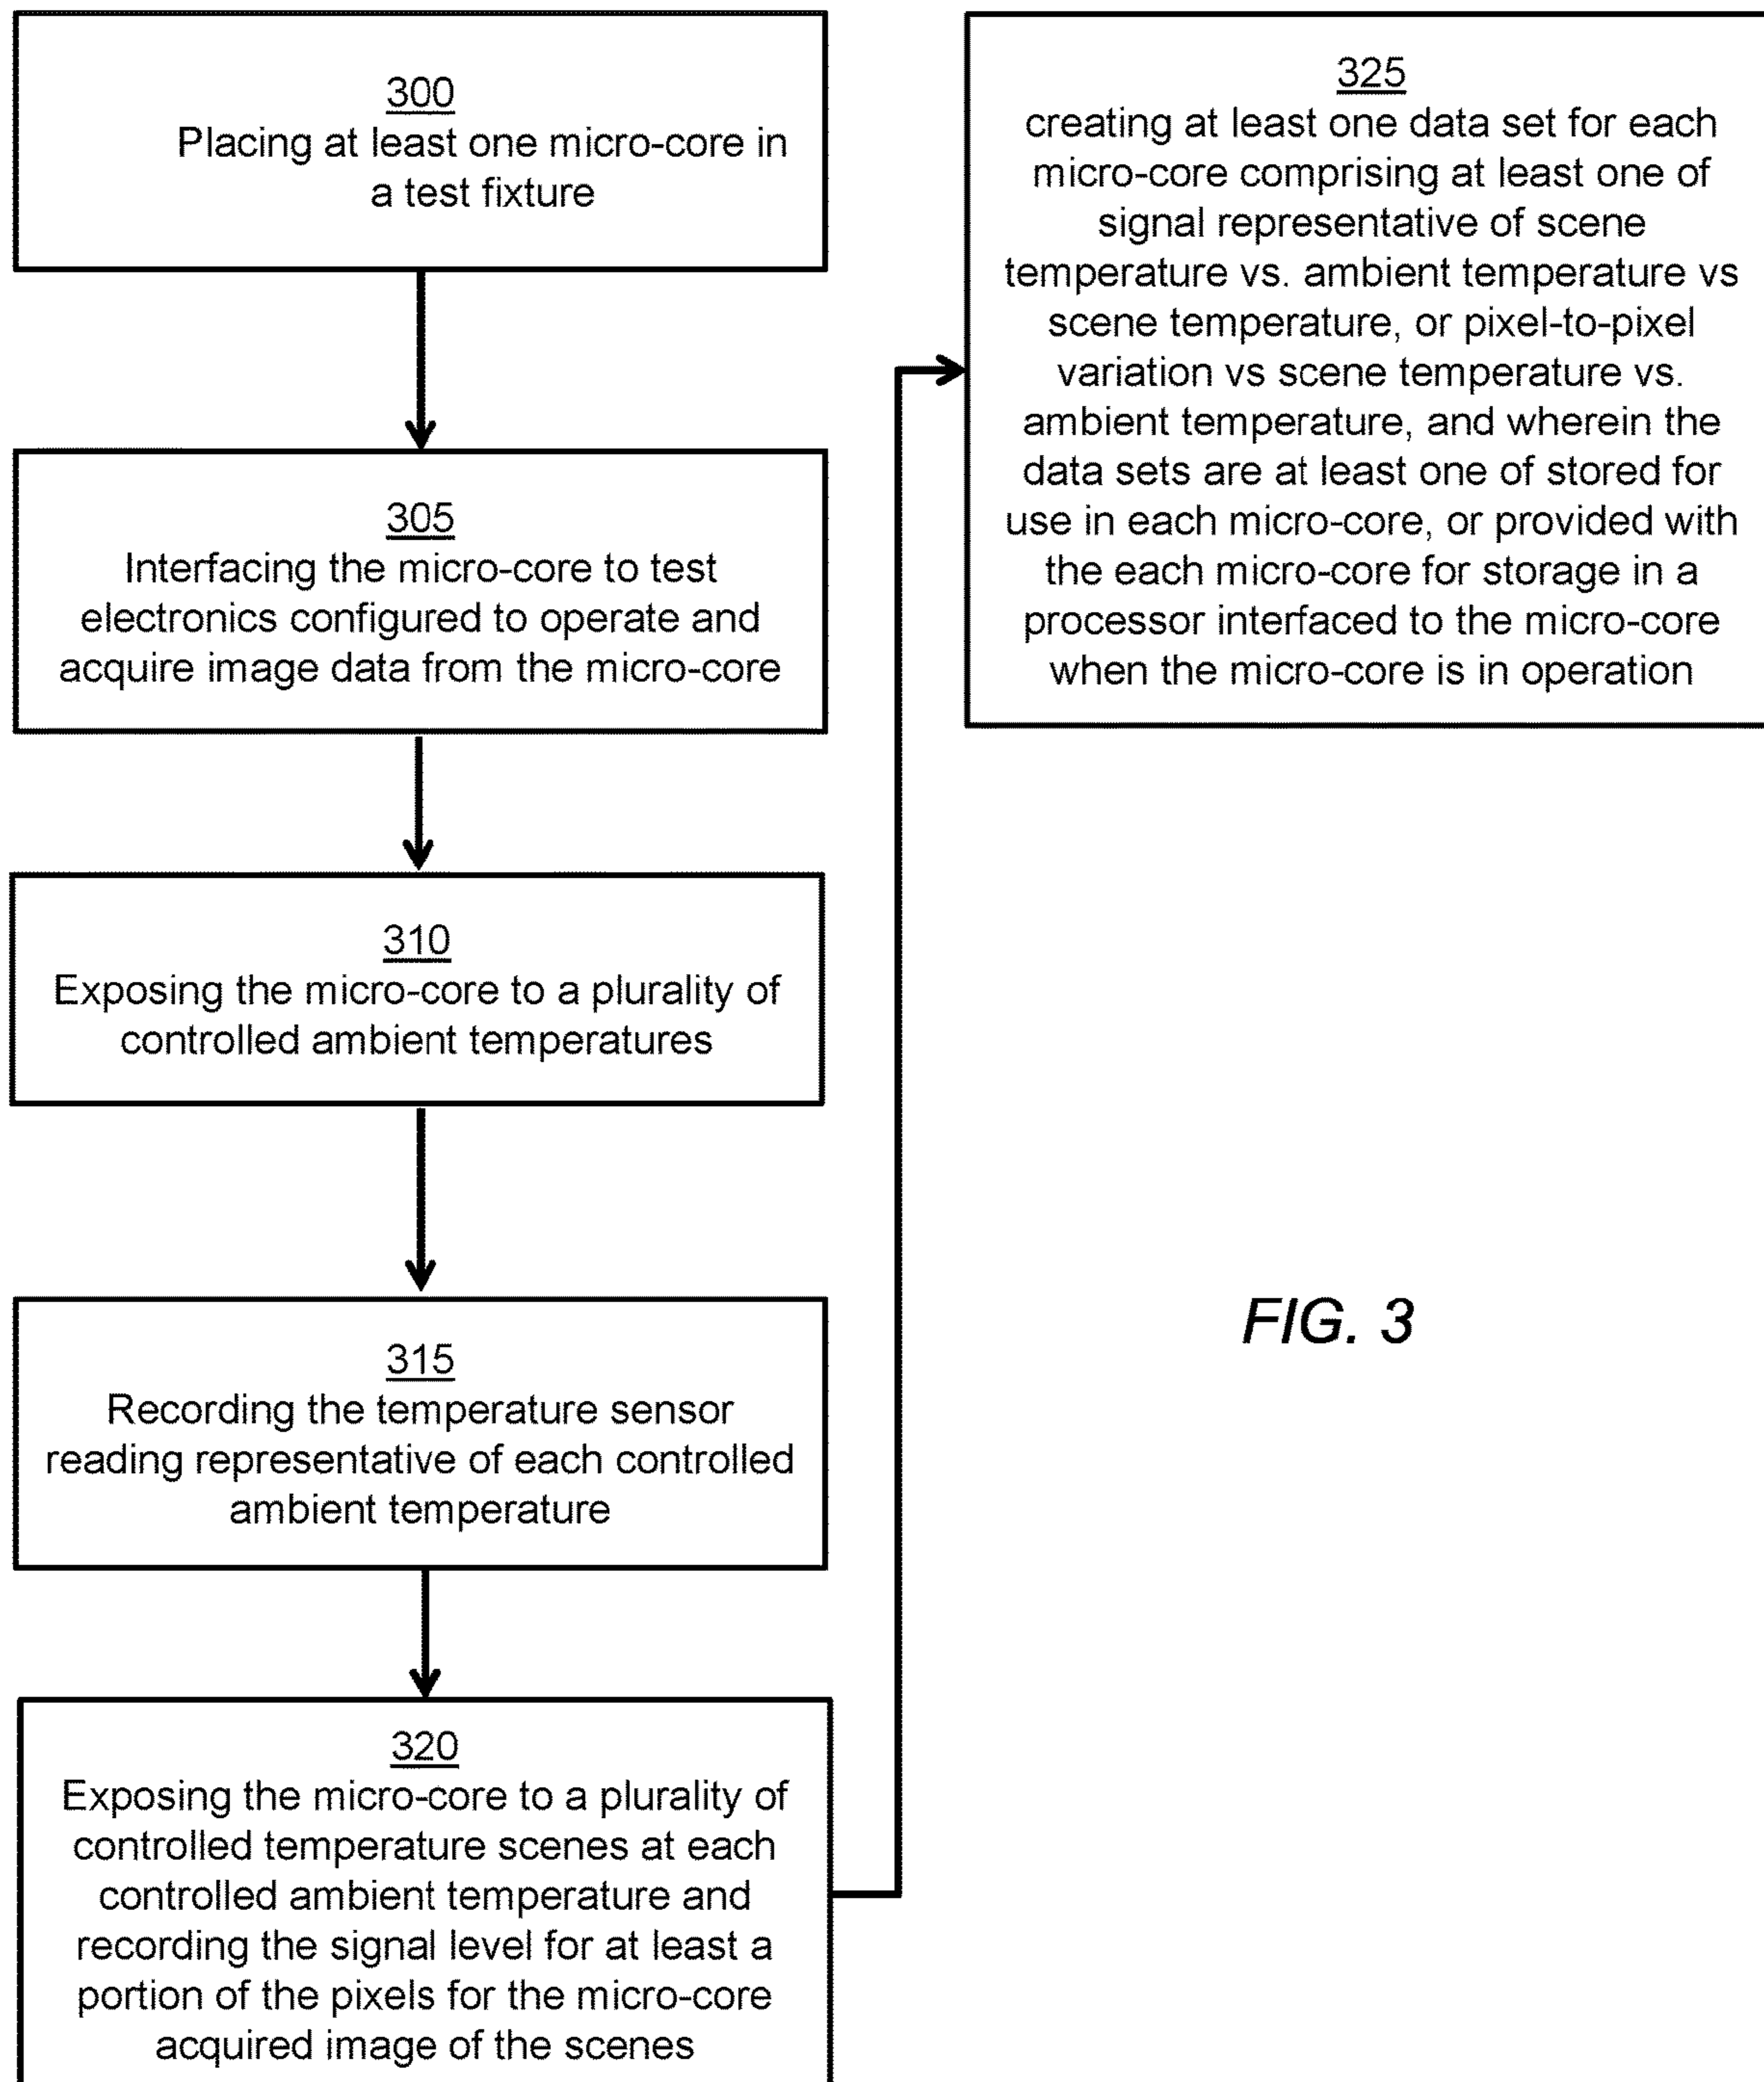 300
Placing at least one micro-core in
a test fixture
305
Interfacing the micro-core to test
electronics configured to operate and
acquire image data from the micro-core
310
Exposing the micro-core to a plurality of
controlled ambient temperatures
315
Recording the temperature sensor
reading representative of each controlled
ambient temperature
320
Exposing the micro-core to a plurality of
controlled temperature scenes at each
controlled ambient temperature and
recording the signal level for at least a
portion of the pixels for the micro-core
acquired image of the scenes
325
creating at least one data set for each
micro-core comprising at least one of
signal representative of scene
temperature vs. ambient temperature vs
scene temperature, or pixel-to-pixel
variation vs scene temperature vs.
ambient temperature, and wherein the
data sets are at least one of stored for
use in each micro-core, or provided with
the each micro-core for storage in a
processor interfaced to the micro-core
when the micro-core is in operation
FIG. 3